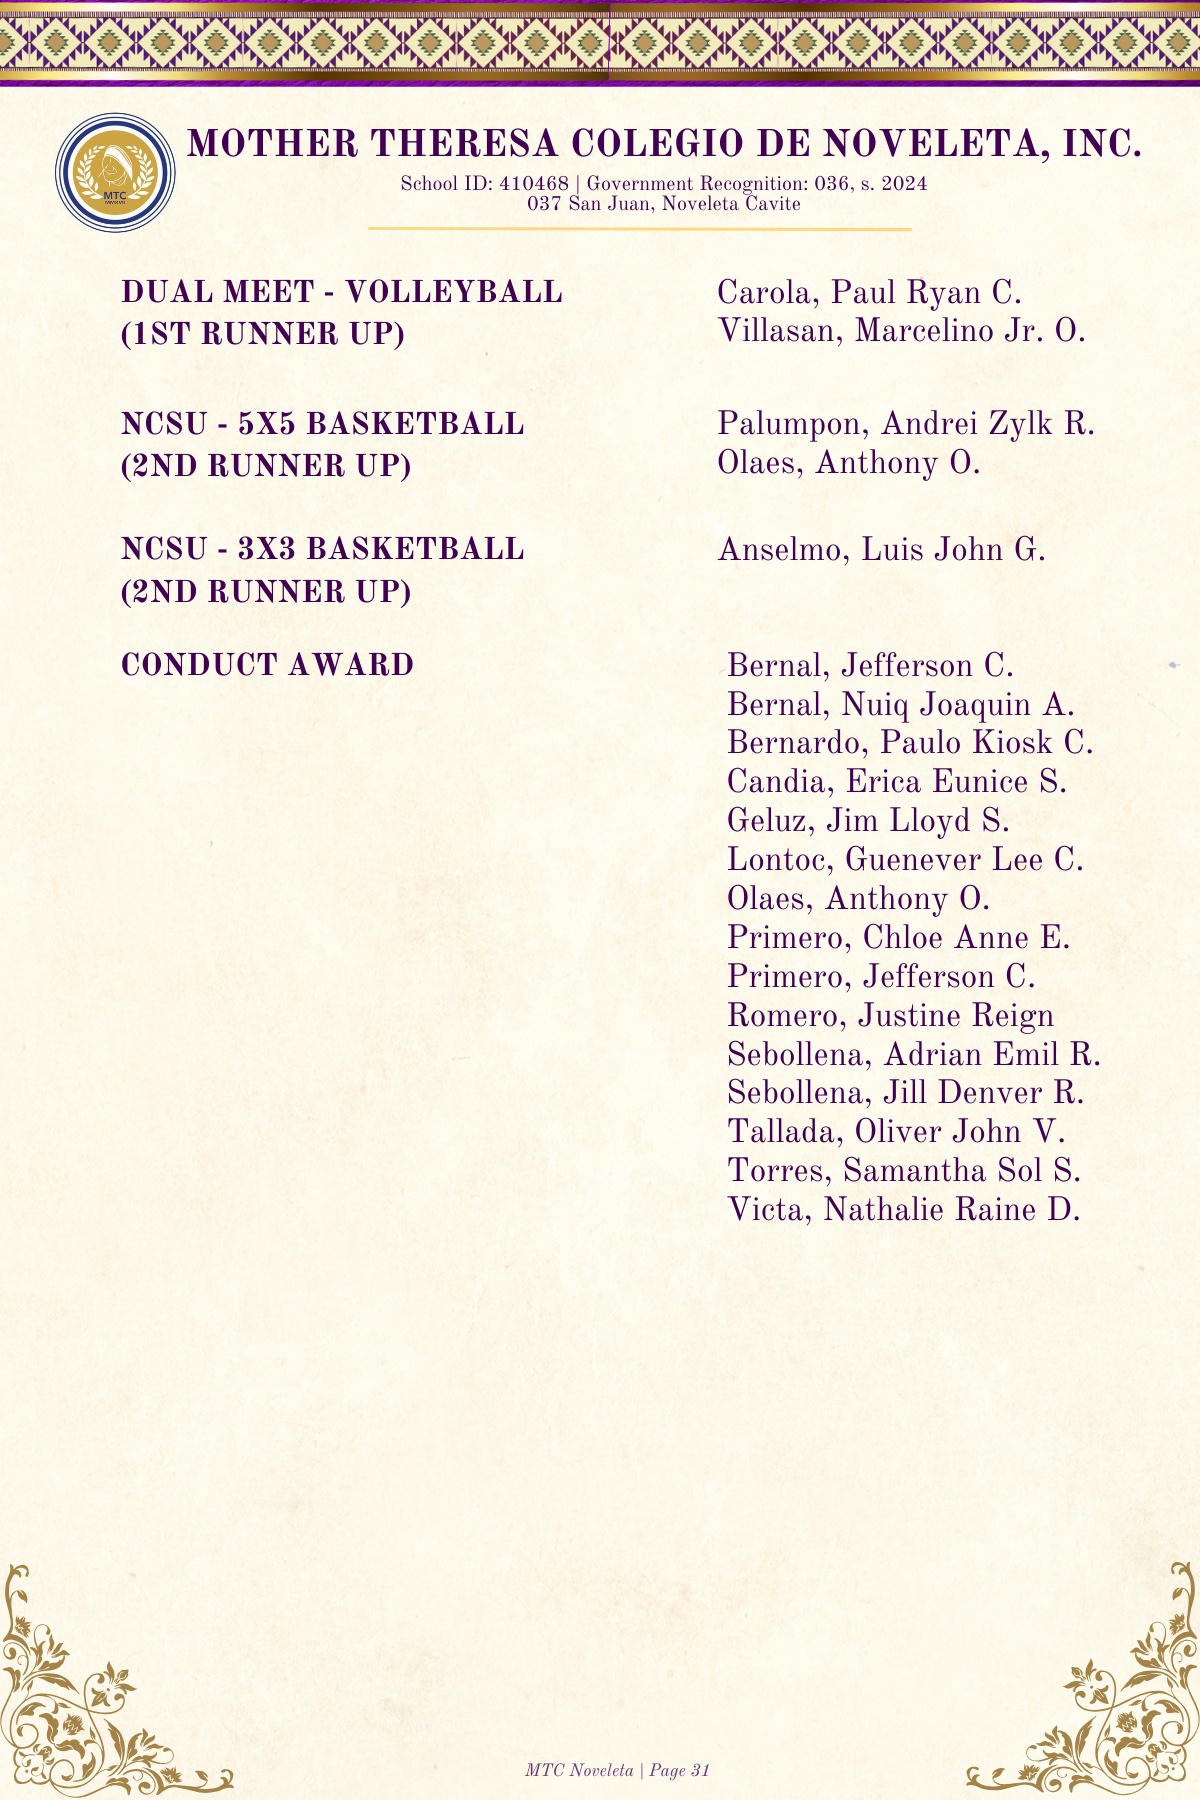 MOTHER THERESA COLEGIO DE NOVELETA, INC.
School ID: 410468 | Government Recognition: 036, s. 2024
037 San Juan, Noveleta Cavite
MTC
DUAL MEET - VOLLEYBALL
(1ST RUNNER UP)
Carola, Paul Ryan C.
Villasan, Marcelino Jr. O.
NCSU - 5X5 BASKETBALL
(2ND RUNNER UP)
Palumpon, Andrei Zylk R.
Olaes, Anthony O.
NCSU - 3X3 BASKETBALL
(2ND RUNNER UP)
Anselmo, Luis John G.
CONDUCT AWARD
Bernal, Jefferson C.
Bernal, Nuiq Joaquin A.
Bernardo, Paulo Kiosk C.
Candia, Erica Eunice S.
Geluz, Jim Lloyd S.
Lontoc, Guenever Lee C.
Olaes, Anthony O.
Primero, Chloe Anne E.
Primero, Jefferson C.
Romero, Justine Reign
Sebollena, Adrian Emil R.
Sebollena, Jill Denver R.
Tallada, Oliver John V.
Torres, Samantha Sol S.
Victa, Nathalie Raine D.
MTC Noveleta | Page 31